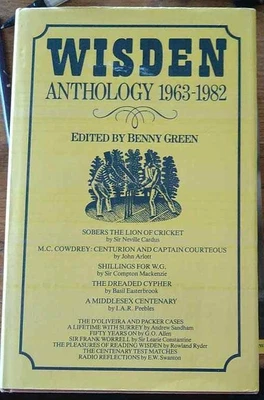 WISDEN
ANTHOLOGY 1963-1982
EDITED BY BENNY GREEN
SOBERS THE LION OF CRICKET
by Sir Neville Cardus
M.C. COWDREY: CENTURION AND CAPTAIN COURTEOUS
by John Arlott
SHILLINGS FOR W.G.
by Sir Compton Mackenzie
THE DREADED CYPHER
by Basil Easterbrook
A MIDDLESEX CENTENARY
by I.A.R. Peebles
THE D'OLIVEIRA AND PACKER CASES
A LIFETIME WITH SURREY by Andrew Sandham
FIFTY YEARS ON by G.O. Allen
SIR FRANK WORRELL by Sir Learie Constantine
THE PLEASURES OF READING WISDEN by Rowland Ryder
THE CENTENARY TEST MATCHES
RADIO REFLECTIONS by E.W. Swanton